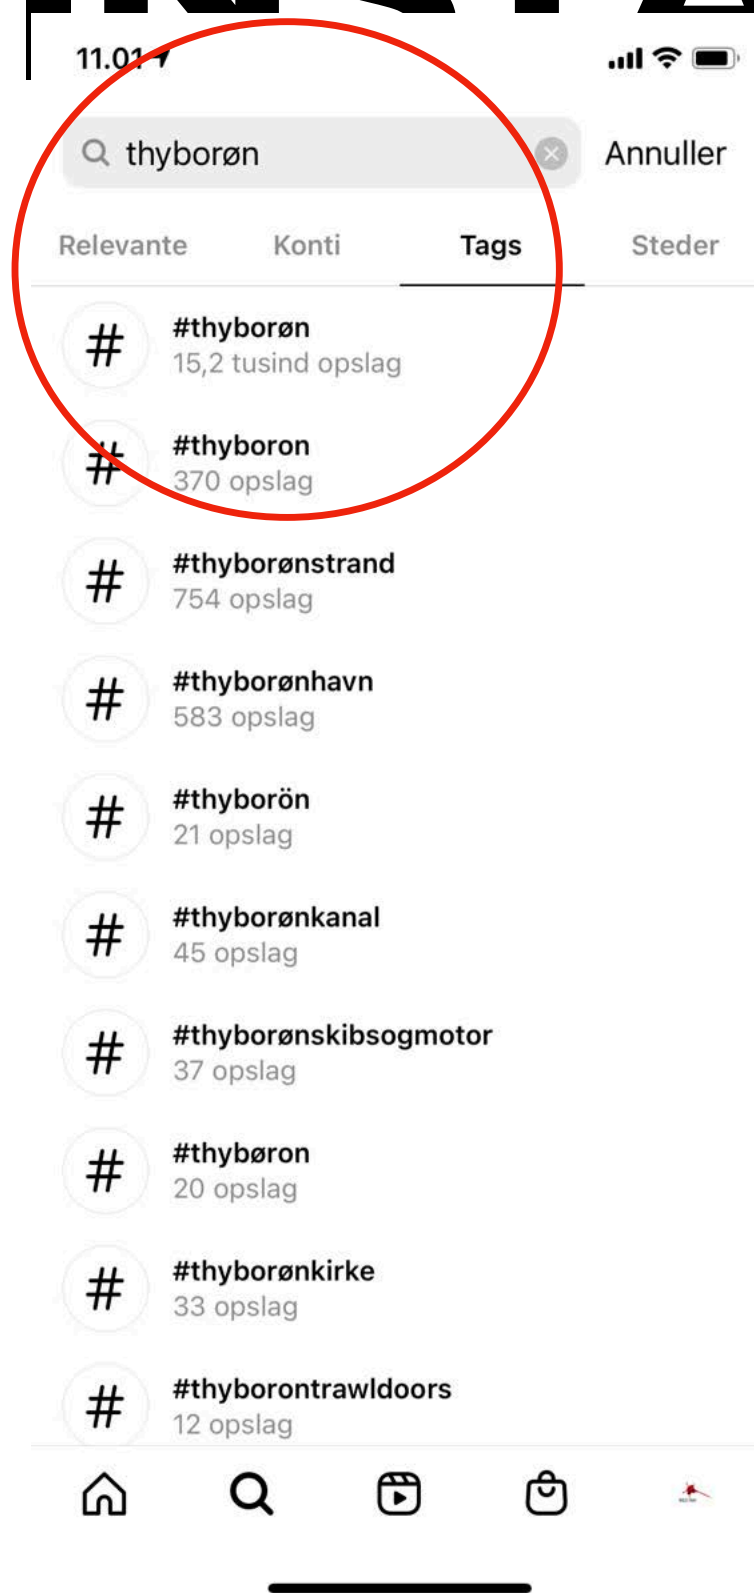 11.01
thyborøn
Annuller
Relevante Konti Tags Steder
#thyborøn
15,2 tusind opslag
#thyboron
370 opslag
#thyborønstrand
754 opslag
#thyborønhavn
583 opslag
#thyborön
21 opslag
#thyborønkanal
45 opslag
#thyborønskibsogmotor
37 opslag
#thybøron
20 opslag
#thyborønkirke
33 opslag
#thyborontrawldoors
12 opslag